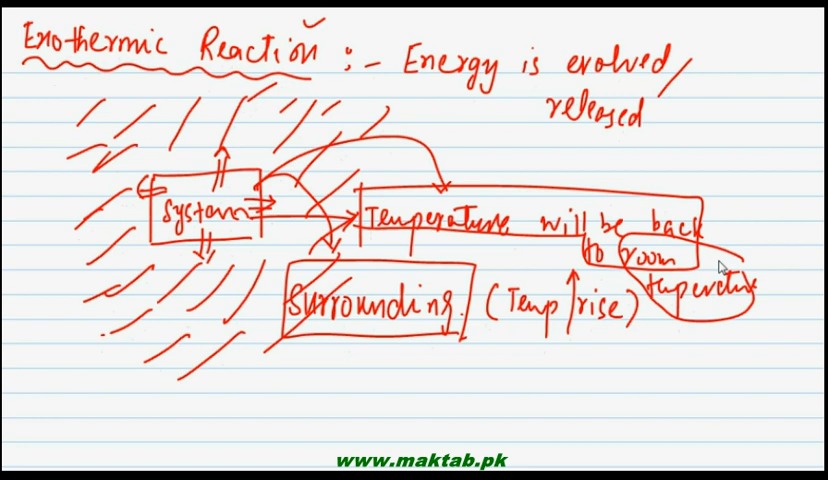 Exothermic Reaction :- Energy is evolved/
released
System
Temperature will be back
to room
temperature
Surrounding (Temp ↑ rise)
www.maktab.pk